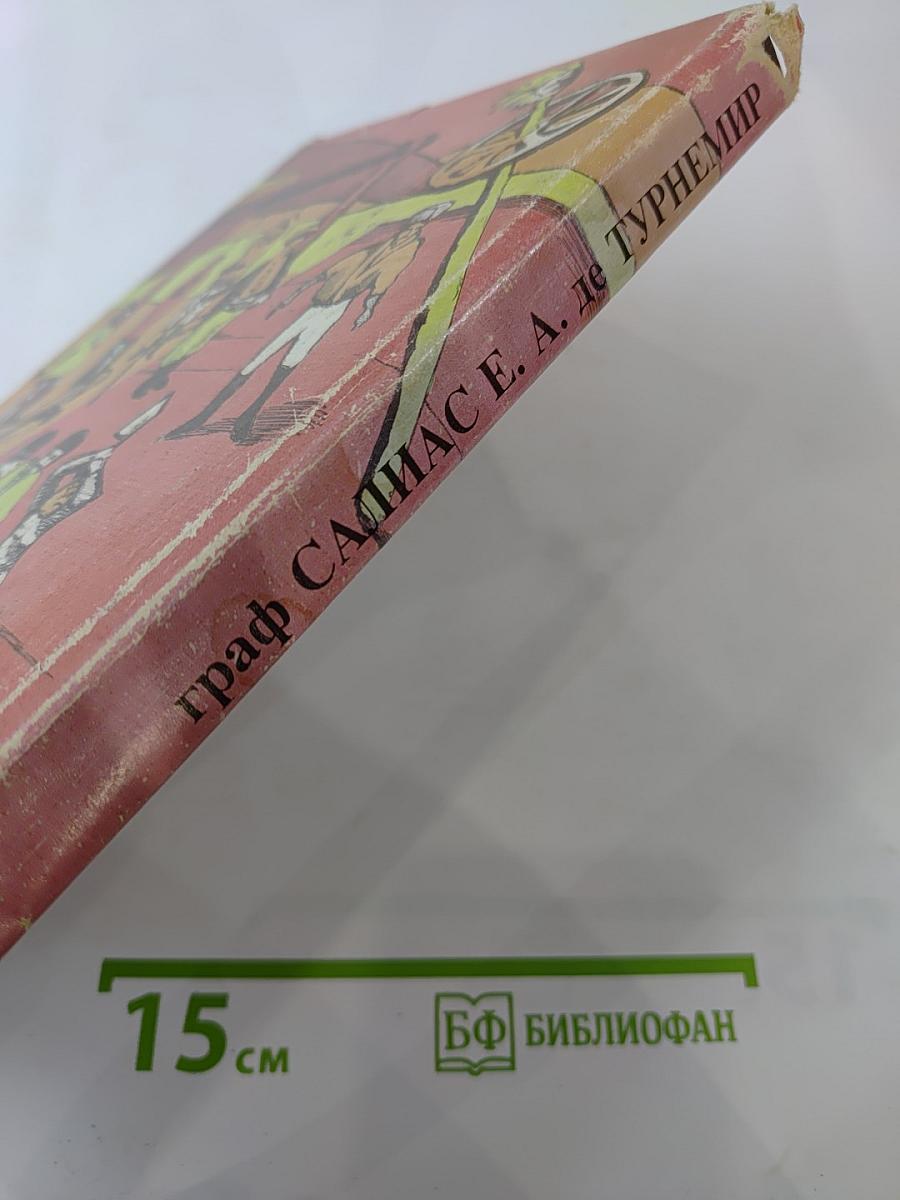 граф САЛИАС Е. А. де ТУРНЕМИР
15 см
БФ БИБЛИОФАН